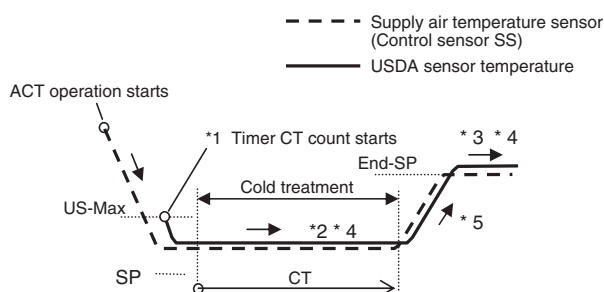 Supply air temperature sensor
(Control sensor SS)
USDA sensor temperature
ACT operation starts
*1 Timer CT count starts
* 3 * 4
End-SP
Cold treatment
US-Max
*2 * 4
* 5
SP
CT